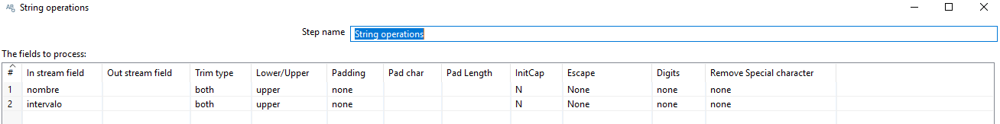 String operations
Step name String operations
The fields to process:
# In stream field Out stream field Trim type Lower/Upper Padding Pad char Pad Length InitCap Escape Digits Remove Special character
1 nombre both upper none N None none none
2 intervalo both upper none N None none none